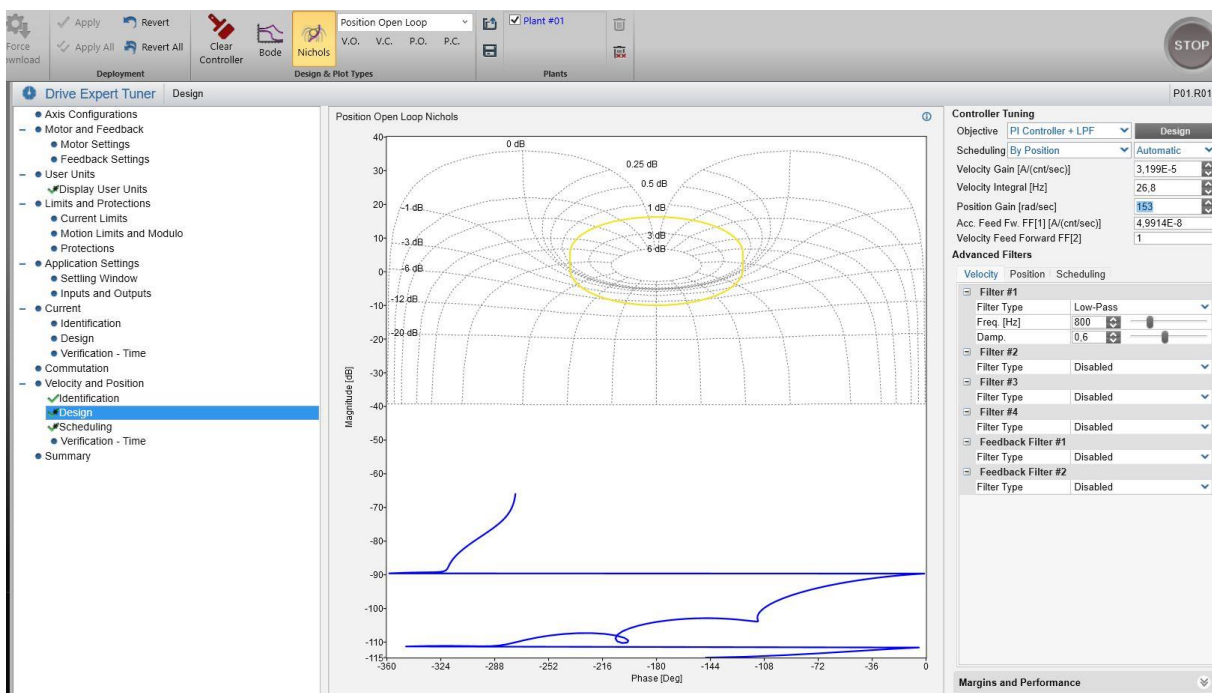 Force
Download
Apply
Revert
Apply All
Revert All
Deployment
Clear
Controller
Bode
Nichols
Position Open Loop
V.O. V.C. P.O. P.C.
Design & Plot Types
Plant #01
Plants
STOP
Drive Expert Tuner Design
P01.R01
Axis Configurations
Motor and Feedback
Motor Settings
Feedback Settings
User Units
Display User Units
Limits and Protections
Current Limits
Motion Limits and Modulo
Protections
Application Settings
Settling Window
Inputs and Outputs
Current
Identification
Design
Verification - Time
Commutation
Velocity and Position
Identification
Design
Scheduling
Verification - Time
Summary
Position Open Loop Nichols
Magnitude [dB]
40
30
20
10
0
-10
-20
-30
-40
-50
-60
-70
-80
-90
-100
-110
-115
0 dB
0.25 dB
0.5 dB
1 dB
3 dB
6 dB
-1 dB
-3 dB
-6 dB
-12 dB
-20 dB
-360 -324 -288 -252 -216 -180 -144 -108 -72 -36 0
Phase [Deg]
Controller Tuning
Objective PI Controller + LPF Design
Scheduling By Position Automatic
Velocity Gain [A/(cnt/sec)] 3,199E-5
Velocity Integral [Hz] 26,8
Position Gain [rad/sec] 153
Acc. Feed Fw. FF[1] [A/(cnt/sec)] 4,9914E-8
Velocity Feed Forward FF[2] 1
Advanced Filters
Velocity Position Scheduling
Filter #1
Filter Type Low-Pass
Freq. [Hz] 800
Damp. 0,6
Filter #2
Filter Type Disabled
Filter #3
Filter Type Disabled
Filter #4
Filter Type Disabled
Feedback Filter #1
Filter Type Disabled
Feedback Filter #2
Filter Type Disabled
Margins and Performance